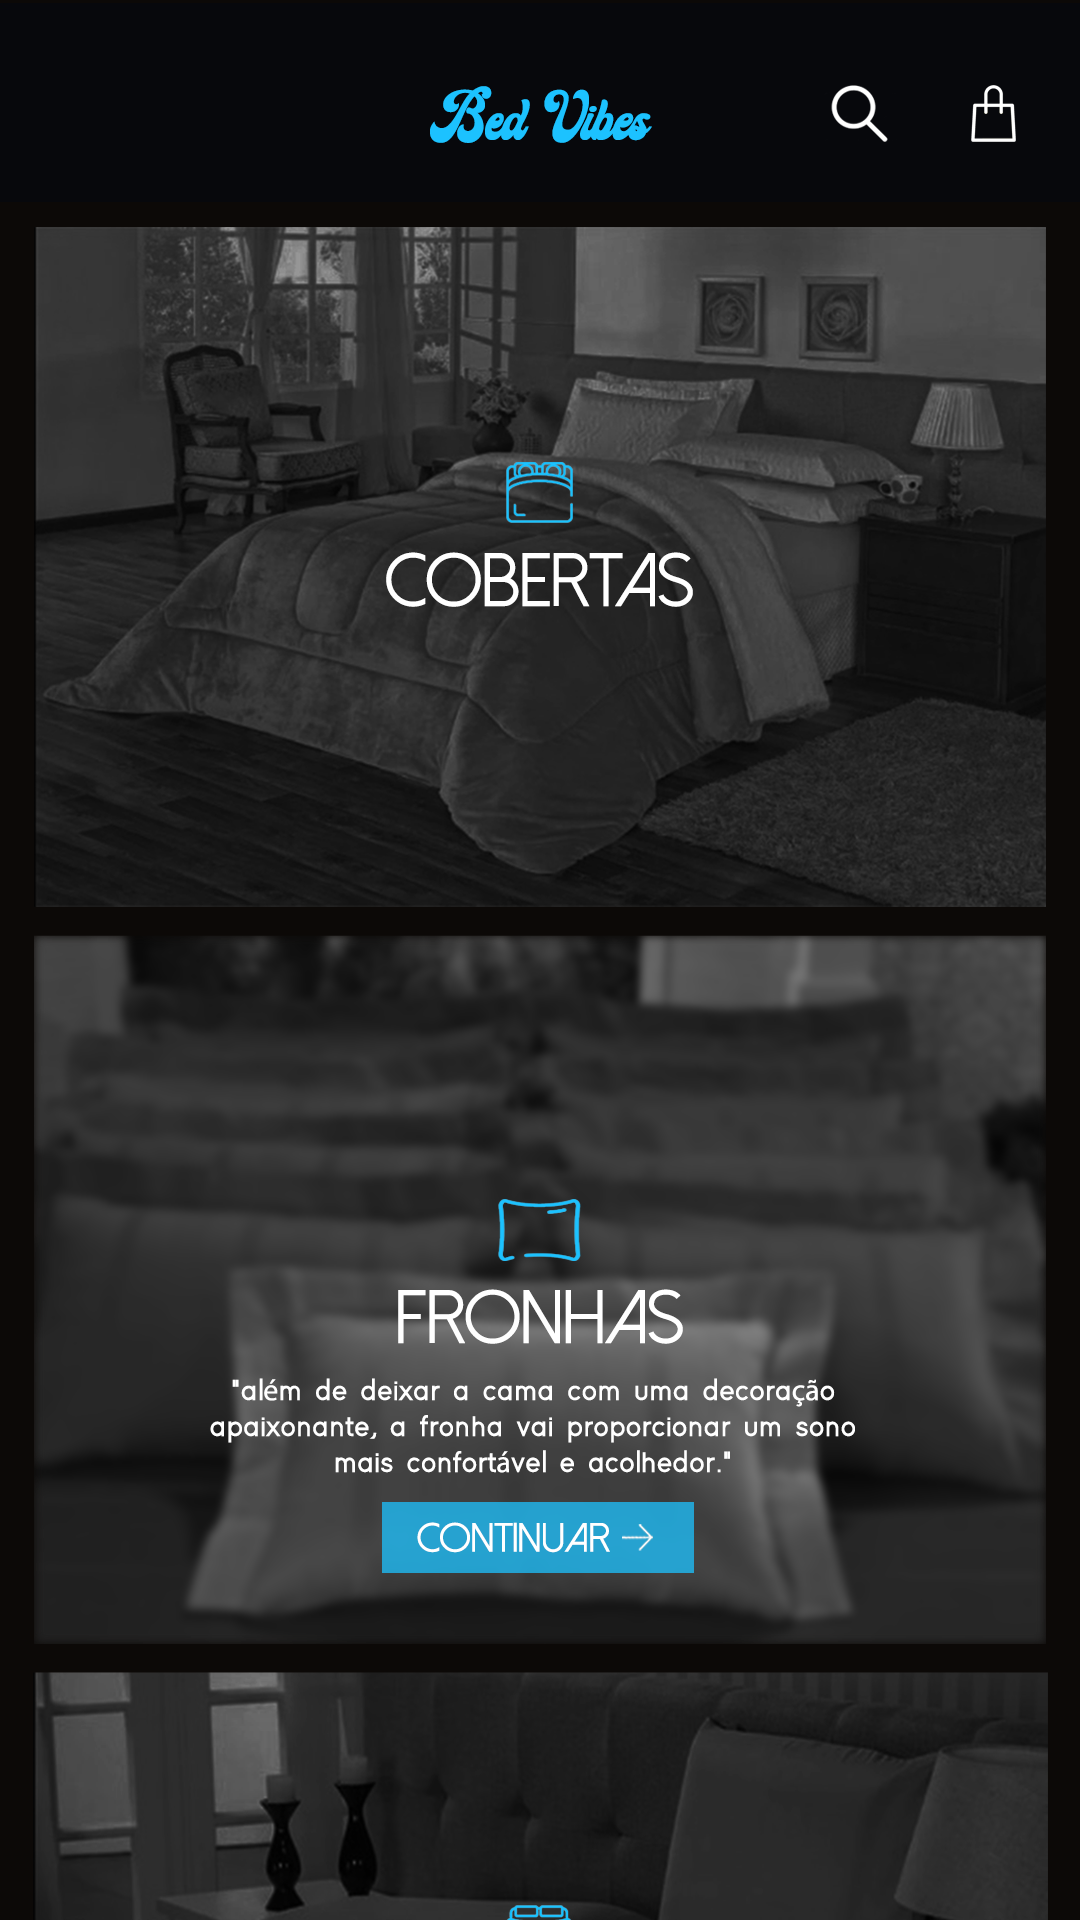 Bed Vibes
COBERTAS
FRONHAS
"além de deixar a cama com uma decoração
apaixonante, a fronha vai proporcionar um sono
mais confortável e acolhedor."
CONTINUAR →